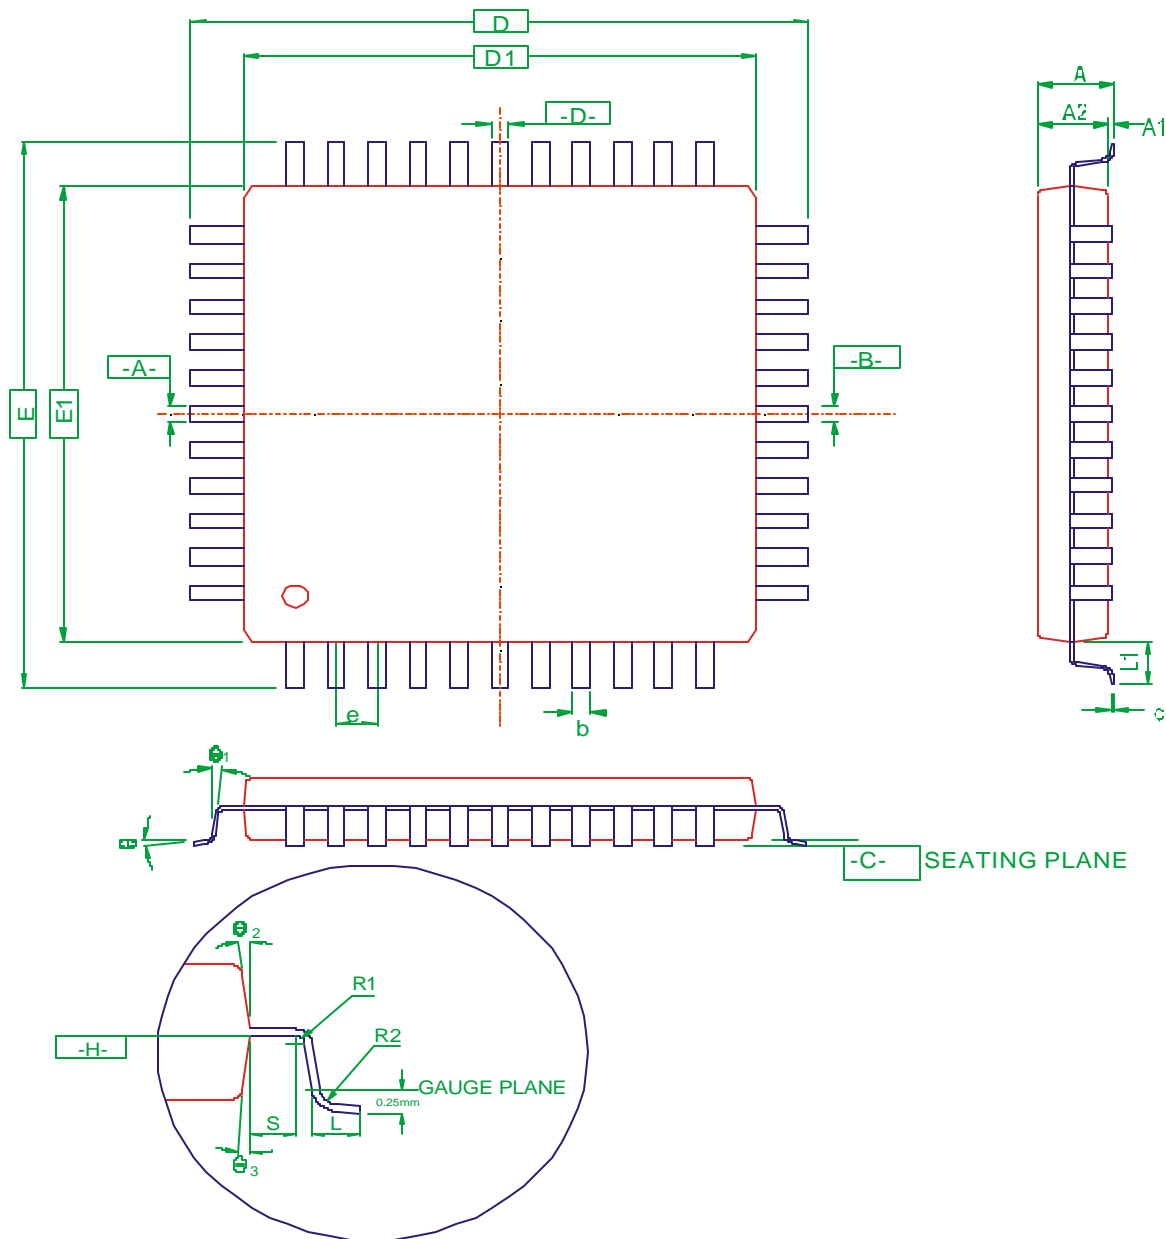 D
D1
-D-
A
A2
A1
-A-
-B-
E
E1
L1
e
b
c
θ1
θ
-C-
SEATING PLANE
θ2
R1
R2
-H-
GAUGE PLANE
0.25mm
S
L
θ3